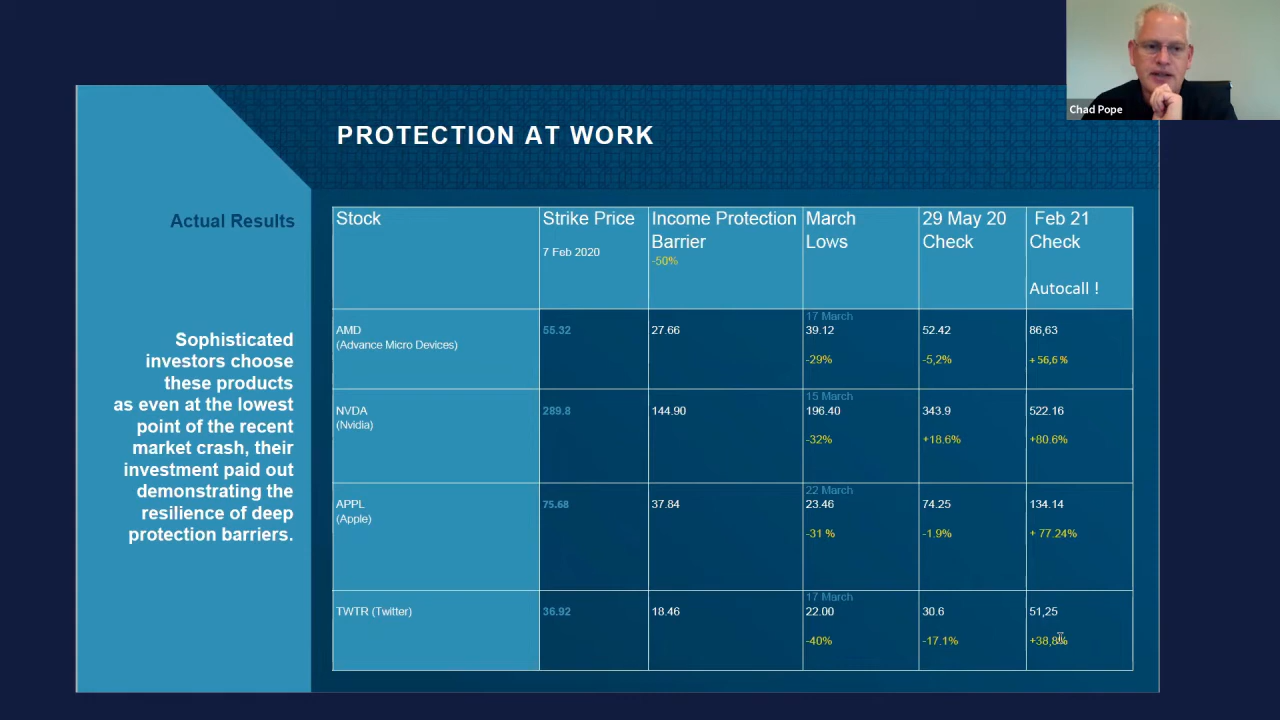 Chad Pope
PROTECTION AT WORK
Actual Results
Sophisticated
investors choose
these products
as even at the lowest
point of the recent
market crash, their
investment paid out
demonstrating the
resilience of deep
protection barriers.
Stock
Strike Price
7 Feb 2020
Income Protection
Barrier
-50%
March
Lows
29 May 20
Check
Feb 21
Check
Autocall !
AMD
(Advance Micro Devices)
55.32
27.66
17 March
39.12
-29%
52.42
-5,2%
86,63
+56,6%
NVDA
(Nvidia)
289.8
144.90
15 March
196.40
-32%
343.9
+18.6%
522.16
+80.6%
APPL
(Apple)
75.68
37.84
22 March
23.46
-31 %
74.25
-1.9%
134.14
+ 77.24%
TWTR (Twitter)
36.92
18.46
17 March
22.00
-40%
30.6
-17.1%
51,25
+38,8%